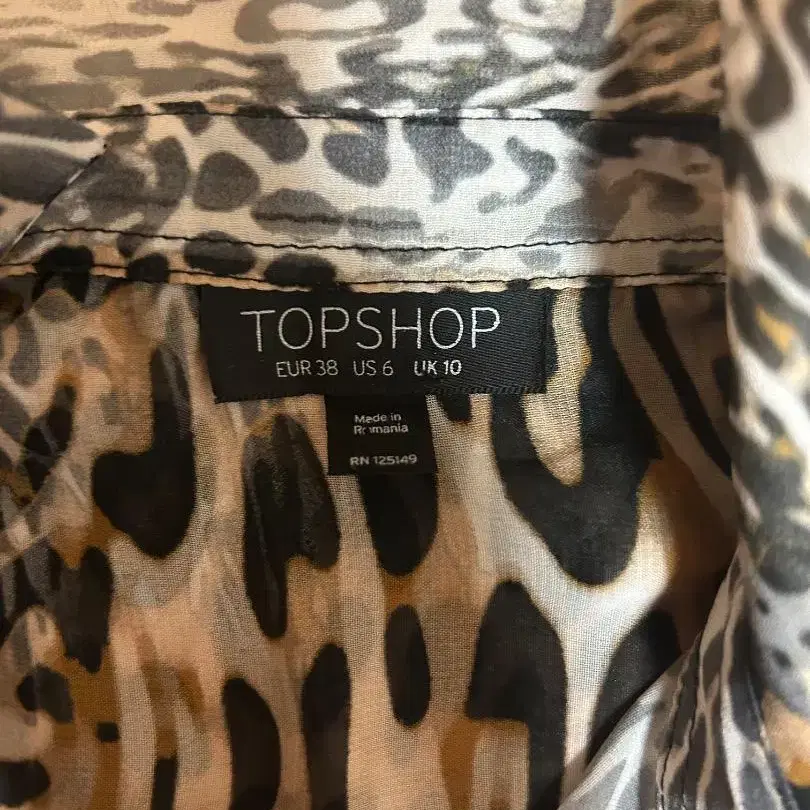 TOPSHOP
EUR 38 US 6 UK 10
Made in
Romania
RN 125149